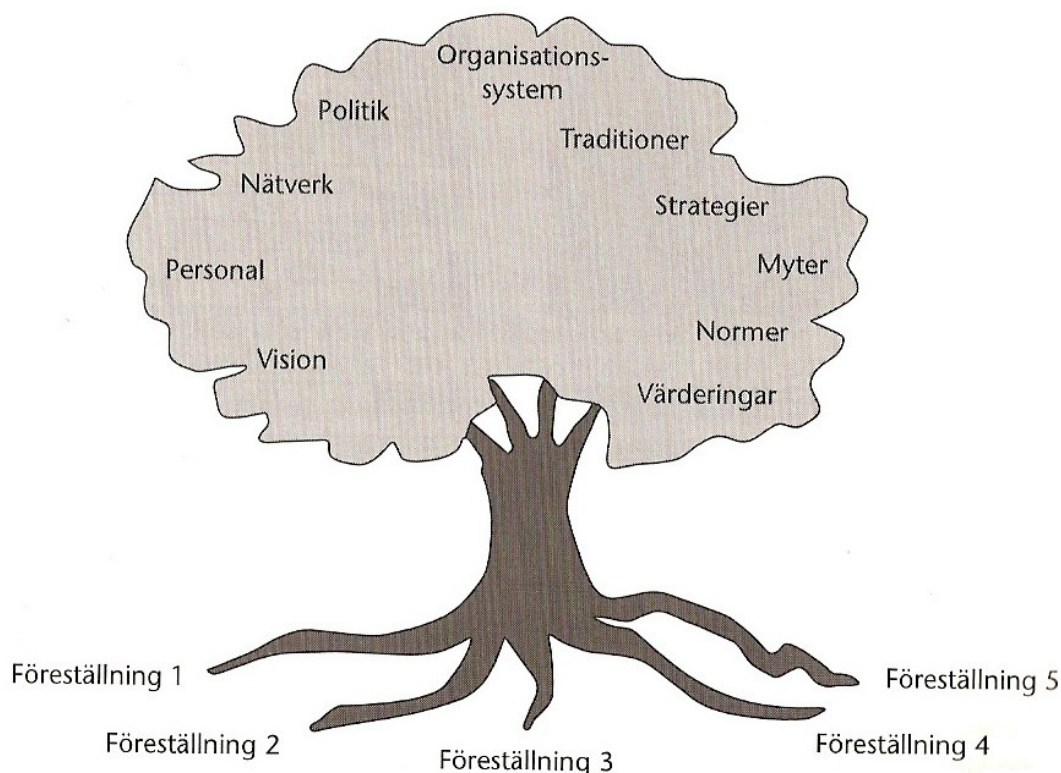 Organisations-
system
Politik
Traditioner
Nätverk
Strategier
Personal
Myter
Normer
Vision
Värderingar
Föreställning 1
Föreställning 5
Föreställning 2
Föreställning 3
Föreställning 4